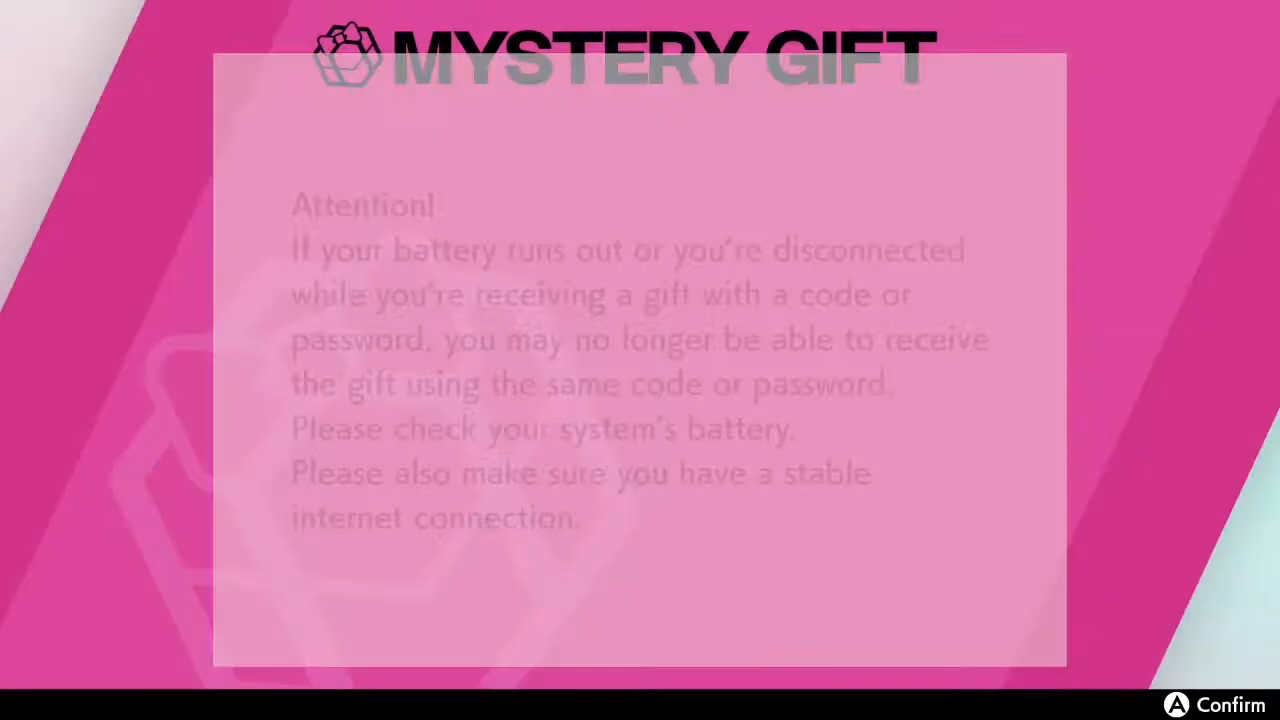 MYSTERY GIFT
Attention!
If your battery runs out or you're disconnected
while you're receiving a gift with a code or
password, you may no longer be able to receive
the gift using the same code or password.
Please check your system's battery.
Please also make sure you have a stable
internet connection.
A Confirm